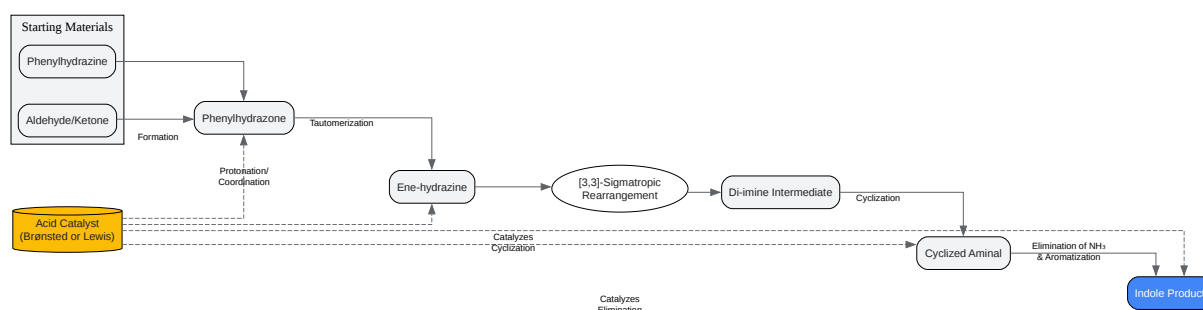 Starting Materials
Phenylhydrazine
Aldehyde/Ketone
Formation
Phenylhydrazone
Tautomerization
Protonation/
Coordination
Acid Catalyst
(Brønsted or Lewis)
Ene-hydrazine
[3,3]-Sigmatropic
Rearrangement
Di-imine Intermediate
Cyclization
Catalyzes
Cyclization
Cyclized Aminal
Elimination of NH₃
& Aromatization
Indole Product
Catalyzes
Elimination